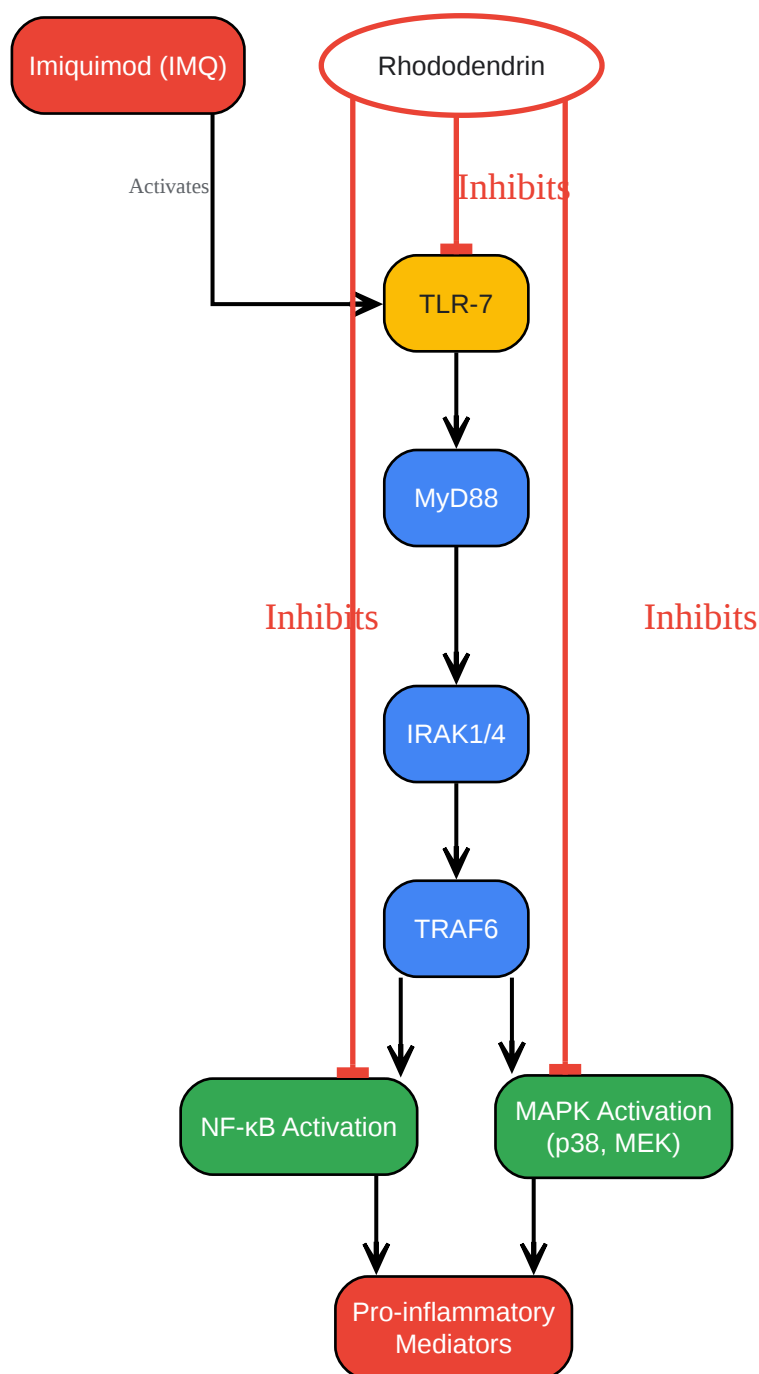 Imiquimod (IMQ)
Rhododendrin
Activates
Inhibits
TLR-7
MyD88
Inhibits
Inhibits
IRAK1/4
TRAF6
NF-κB Activation
MAPK Activation
(p38, MEK)
Pro-inflammatory
Mediators